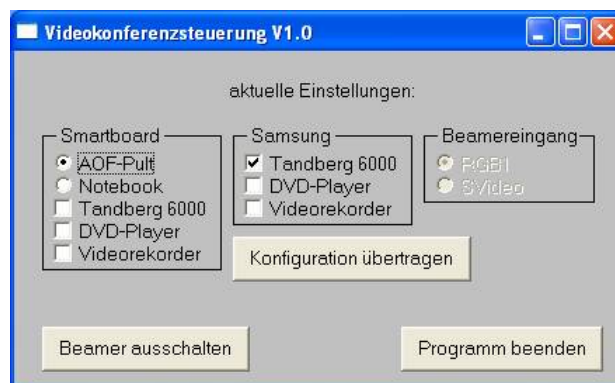 Videokonferenzsteuerung V1.0
aktuelle Einstellungen:
Smartboard
AOF-Pult
Notebook
Tandberg 6000
DVD-Player
Videorekorder
Samsung
Tandberg 6000
DVD-Player
Videorekorder
Beamereingang
RGB1
SVideo
Konfiguration übertragen
Beamer ausschalten
Programm beenden